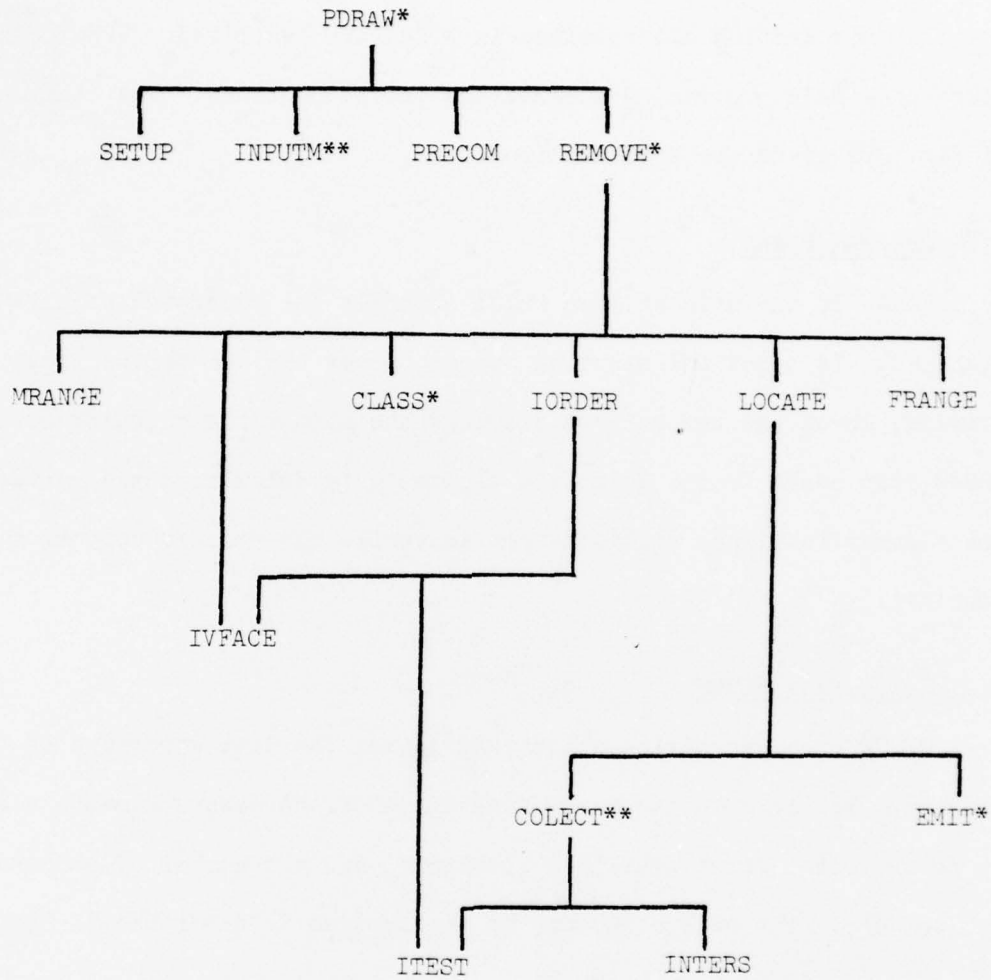 PDRAW*
SETUP INPUTM** PRECOM REMOVE*
MRANGE CLASS* IORDER LOCATE FRANGE
IVFACE
COLECT** EMIT*
ITEST INTERS